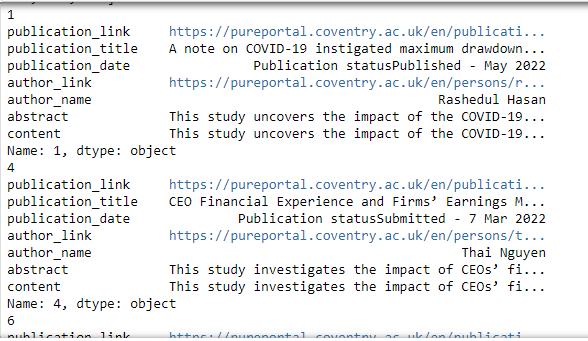 1
publication_link https://pureportal.coventry.ac.uk/en/publicati...
publication_title A note on COVID-19 instigated maximum drawdown...
publication_date Publication statusPublished - May 2022
author_link https://pureportal.coventry.ac.uk/en/persons/r...
author_name Rashedul Hasan
abstract This study uncovers the impact of the COVID-19...
content This study uncovers the impact of the COVID-19...
Name: 1, dtype: object
4
publication_link https://pureportal.coventry.ac.uk/en/publicati...
publication_title CEO Financial Experience and Firms’ Earnings M...
publication_date Publication statusSubmitted - 7 Mar 2022
author_link https://pureportal.coventry.ac.uk/en/persons/t...
author_name Thai Nguyen
abstract This study investigates the impact of CEOs’ fi...
content This study investigates the impact of CEOs’ fi...
Name: 4, dtype: object
6
publication_link https://pureportal.coventry.ac.uk/en/publicati...